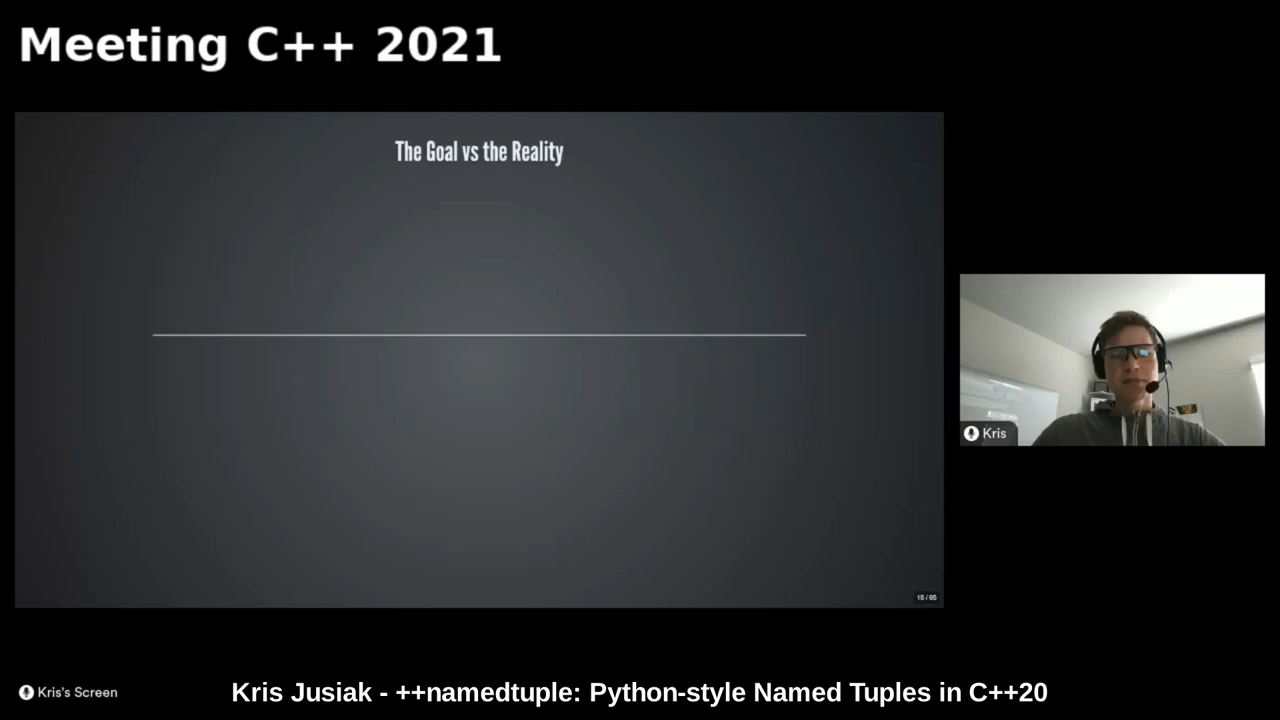 Meeting C++ 2021
The Goal vs the Reality
Kris
Kris's Screen
Kris Jusiak - ++namedtuple: Python-style Named Tuples in C++20